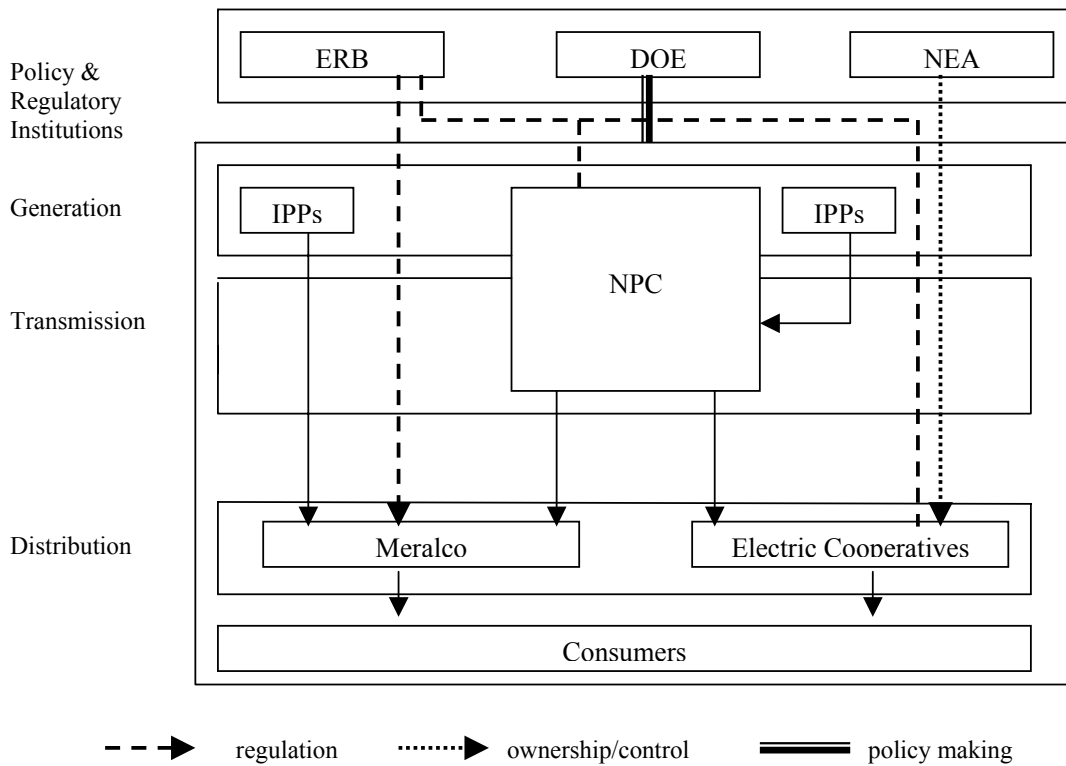 ERB
DOE
NEA
Policy &
Regulatory
Institutions
Generation
IPPs
IPPs
NPC
Transmission
Distribution
Meralco
Electric Cooperatives
Consumers
regulation
ownership/control
policy making